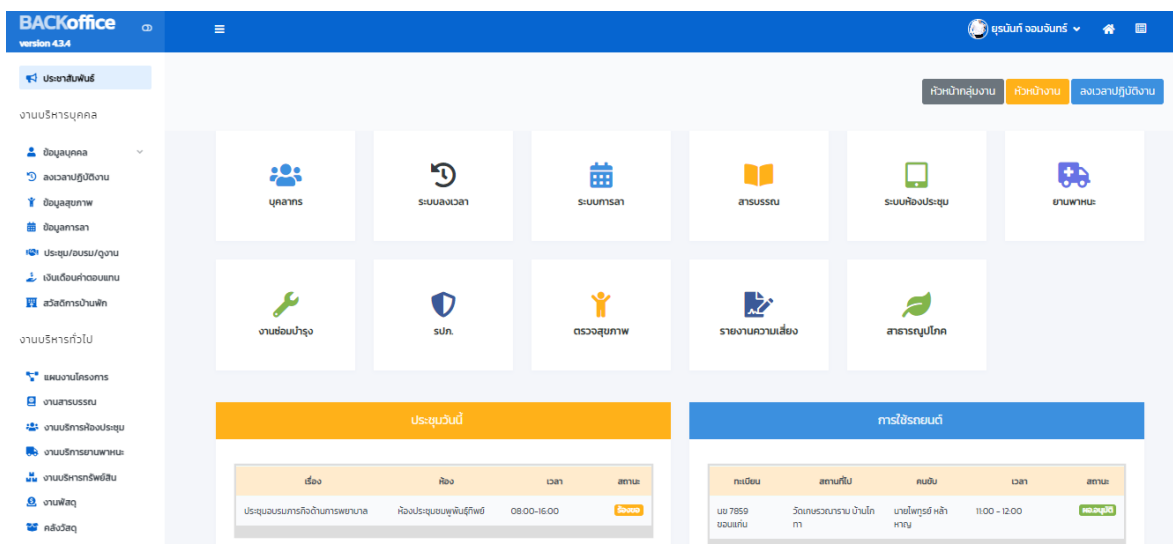 BACKoffice
version 4.3.4
ยุรนันท์ จอมจันทร์
ประชาสัมพันธ์
หัวหน้ากลุ่มงาน
หัวหน้างาน
ลงเวลาปฏิบัติงาน
งานบริหารบุคคล
ข้อมูลบุคคล
ลงเวลาปฏิบัติงาน
ข้อมูลสุขภาพ
ข้อมูลการลา
ประชุม/อบรม/ดูงาน
เงินเดือนค่าตอบแทน
สวัสดิการบ้านพัก
งานบริหารทั่วไป
แผนงานโครงการ
งานสารบรรณ
งานบริการห้องประชุม
งานบริการยานพาหนะ
งานบริหารทรัพย์สิน
งานพัสดุ
คลังวัสดุ
บุคลากร
ระบบลงเวลา
ระบบการลา
สารบรรณ
ระบบห้องประชุม
ยานพาหนะ
งานซ่อมบำรุง
รปภ.
ตรวจสุขภาพ
รายงานความเสี่ยง
สาธารณูปโภค
ประชุมวันนี้
เรื่อง ห้อง เวลา สถานะ
ประชุมอบรมภารกิจด้านการพยาบาล ห้องประชุมชมพูพันธุ์ทิพย์ 08:00-16:00 ร้องขอ
การใช้รถยนต์
ทะเบียน สถานที่ไป คนขับ เวลา สถานะ
นข 7859 วัดเกษรวณาราม บ้านโก นายไพฑูรย์ หล้า 11:00 - 12:00 ผอ.อนุมัติ
ขอนแก่น ทา หาญ